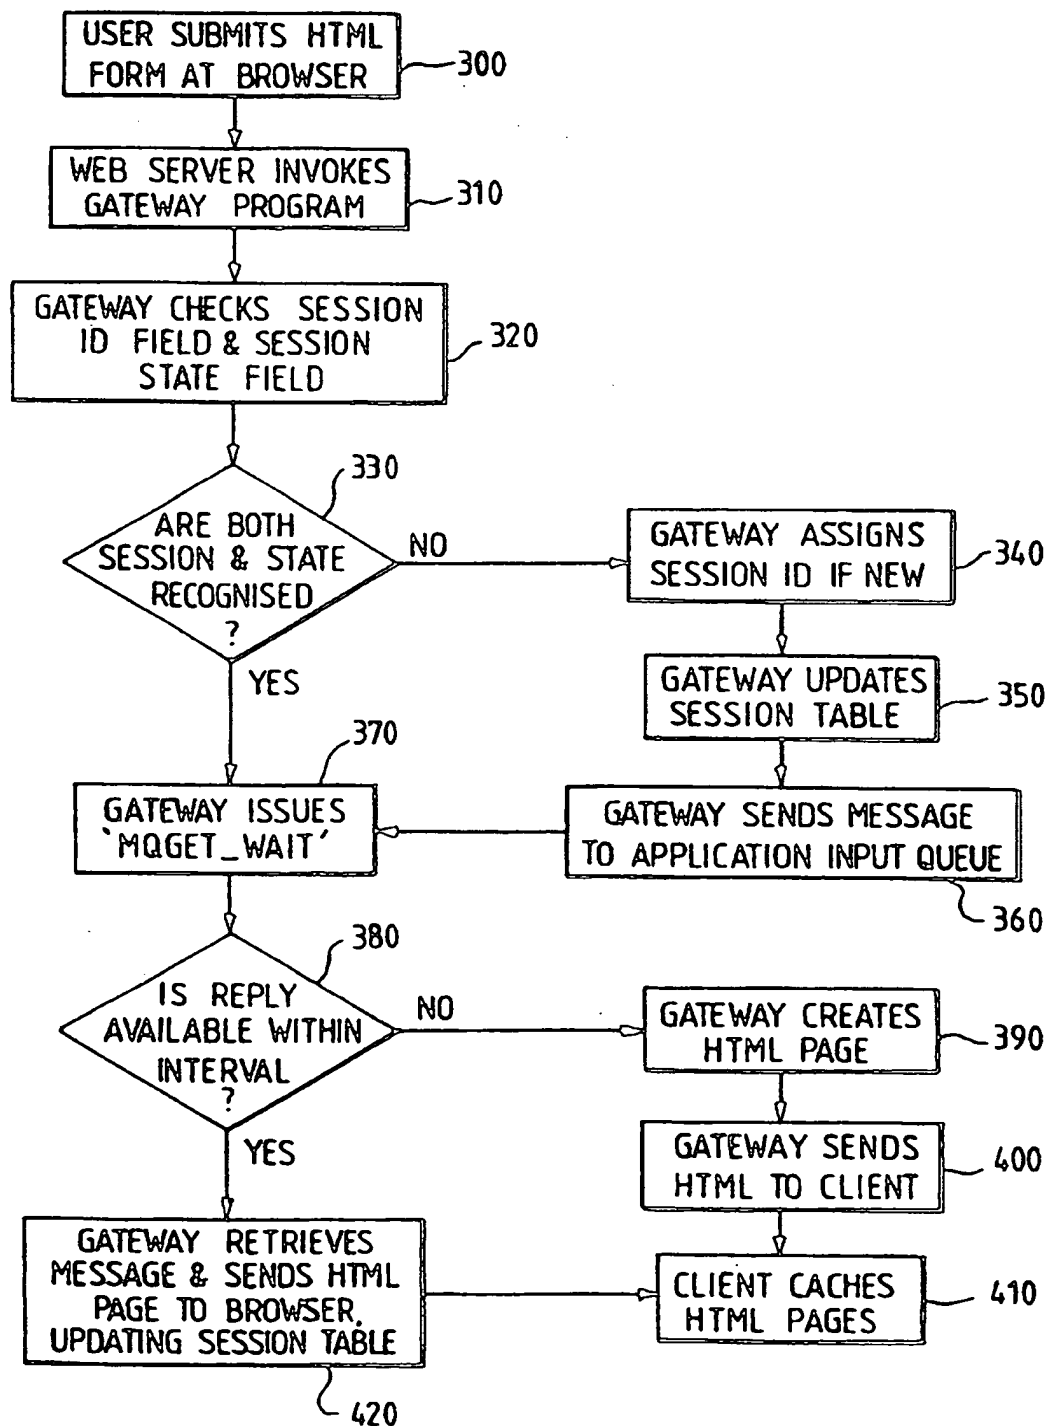 USER SUBMITS HTML
FORM AT BROWSER
300
WEB SERVER INVOKES
GATEWAY PROGRAM
310
GATEWAY CHECKS SESSION
ID FIELD & SESSION
STATE FIELD
320
330
ARE BOTH
SESSION & STATE
RECOGNISED
?
NO
GATEWAY ASSIGNS
SESSION ID IF NEW
340
YES
GATEWAY UPDATES
SESSION TABLE
350
370
GATEWAY ISSUES
'MQGET_WAIT'
GATEWAY SENDS MESSAGE
TO APPLICATION INPUT QUEUE
360
380
IS REPLY
AVAILABLE WITHIN
INTERVAL
?
NO
GATEWAY CREATES
HTML PAGE
390
YES
GATEWAY SENDS
HTML TO CLIENT
400
GATEWAY RETRIEVES
MESSAGE & SENDS HTML
PAGE TO BROWSER,
UPDATING SESSION TABLE
420
CLIENT CACHES
HTML PAGES
410